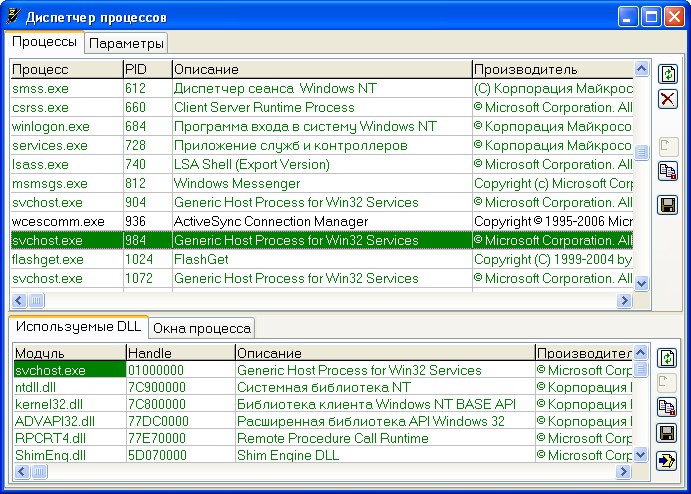 Диспетчер процессов
Процессы Параметры
Процесс PID Описание Производитель
smss.exe 612 Диспетчер сеанса Windows NT (C) Корпорация Майкрос
csrss.exe 660 Client Server Runtime Process © Microsoft Corporation. All
winlogon.exe 684 Программа входа в систему Windows NT © Корпорация Майкросо
services.exe 728 Приложение служб и контроллеров © Корпорация Майкросо
lsass.exe 740 LSA Shell (Export Version) © Microsoft Corporation. All
msmsgs.exe 812 Windows Messenger Copyright (c) Microsoft Corp
svchost.exe 904 Generic Host Process for Win32 Services © Microsoft Corporation. All
wcescomm.exe 936 ActiveSync Connection Manager Copyright © 1995-2006 Micr
svchost.exe 984 Generic Host Process for Win32 Services © Microsoft Corporation. All
flashget.exe 1024 FlashGet Copyright (C) 1999-2004 by
svchost.exe 1072 Generic Host Process for Win32 Services © Microsoft Corporation. All
Используемые DLL Окна процесса
Модуль Handle Описание Производител
svchost.exe 01000000 Generic Host Process for Win32 Services © Microsoft Corp
ntdll.dll 7C900000 Системная библиотека NT © Корпорация
kernel32.dll 7C800000 Библиотека клиента Windows NT BASE API © Корпорация
ADVAPI32.dll 77DC0000 Расширенная библиотека API Windows 32 © Корпорация
RPCRT4.dll 77E70000 Remote Procedure Call Runtime © Microsoft Corp
ShimEng.dll 5D070000 Shim Engine DLL © Microsoft Corp